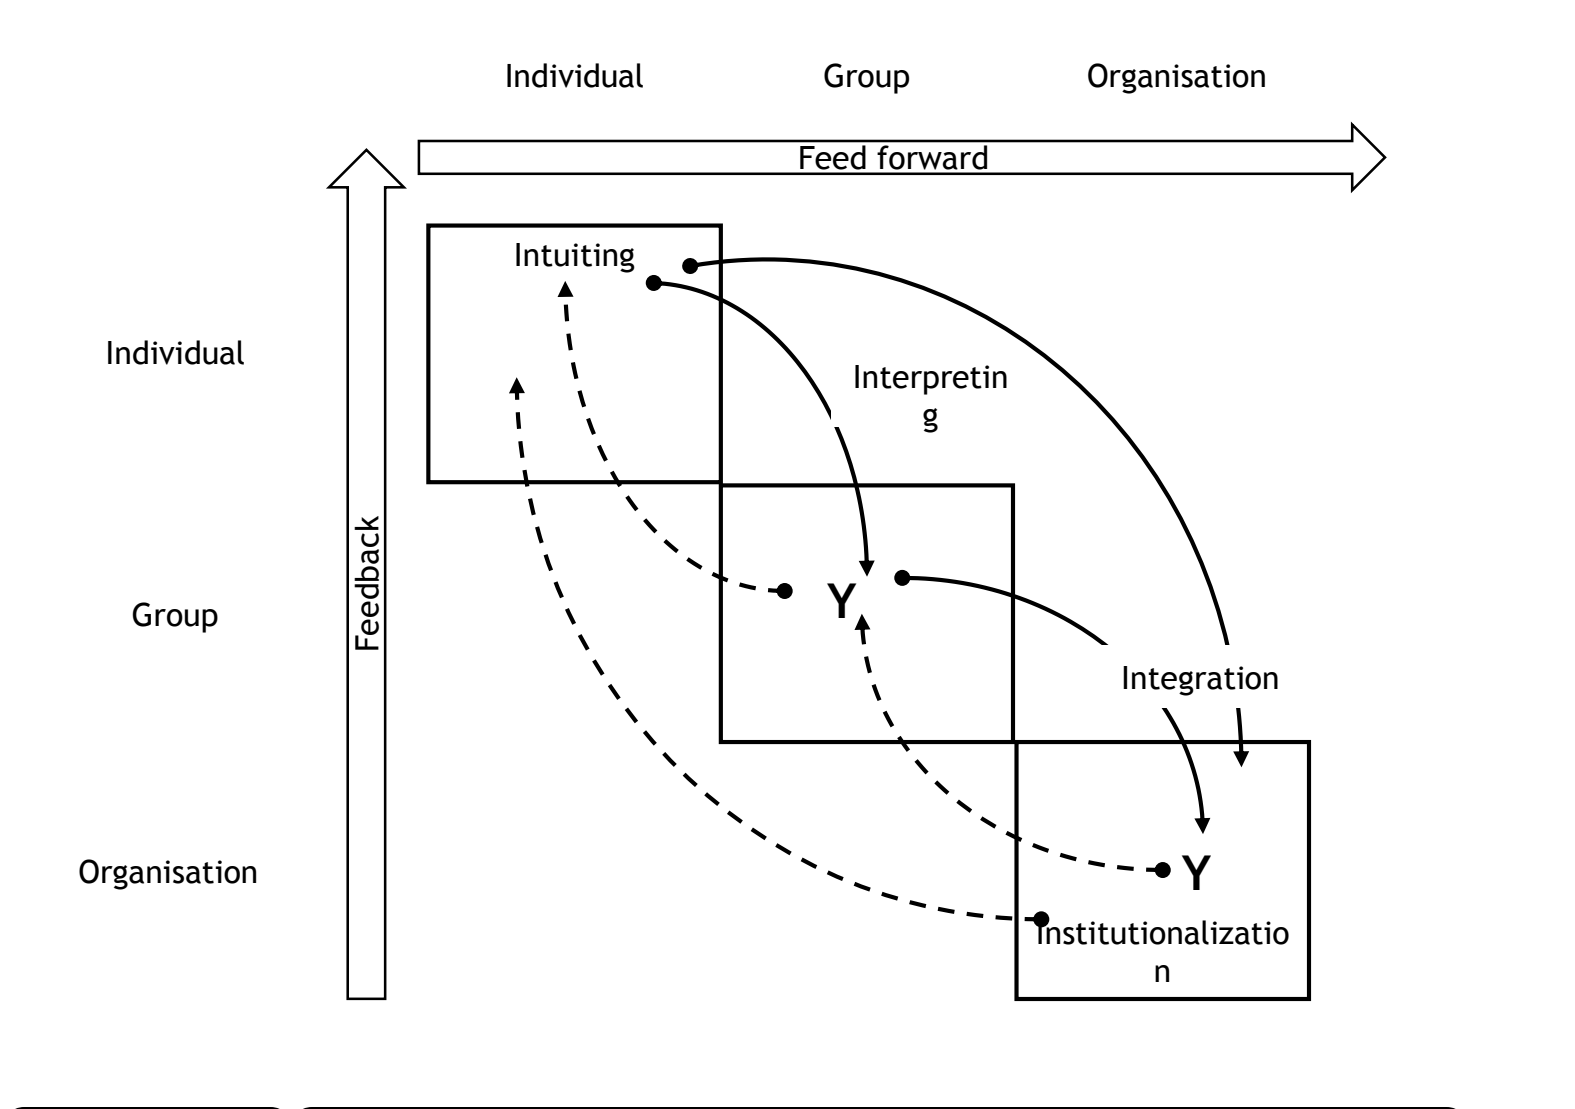 Individual
Group
Organisation
Feed forward
Intuiting
Individual
Interpretin
g
Feedback
Group
Y
Integration
Organisation
Y
Institutionalizatio
n